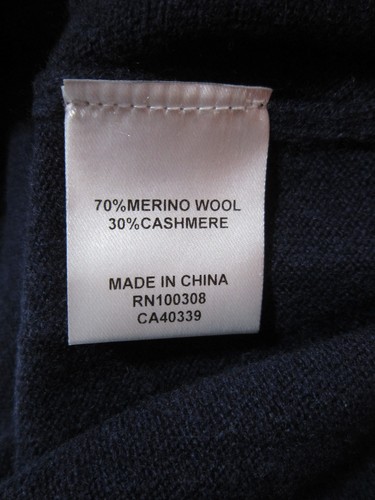 70%MERINO WOOL
30%CASHMERE
MADE IN CHINA
RN100308
CA40339